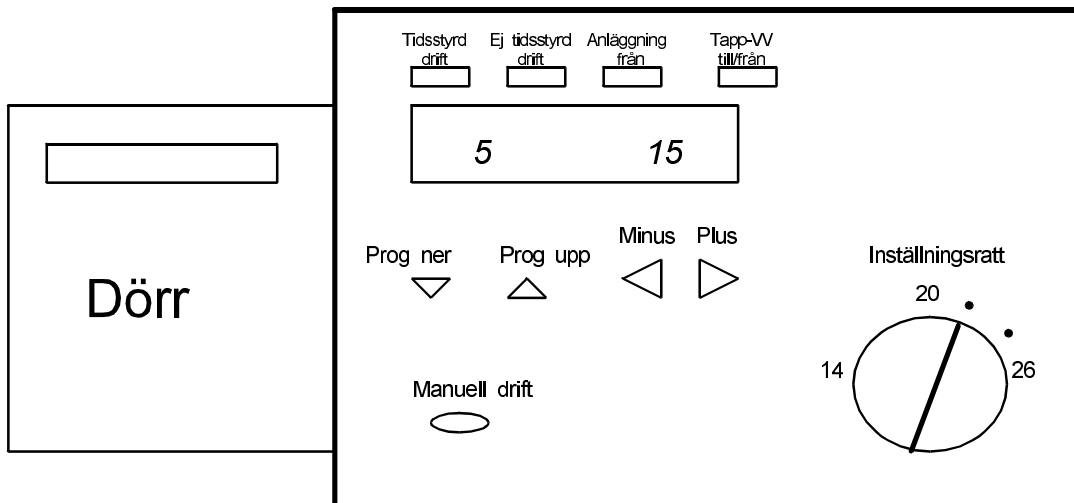 Tidsstyrd
drift
Ej tidsstyrd
drift
Anläggning
från
Tapp-VV
till/från
5 15
Prog ner
Prog upp
Minus
Plus
Dörr
Inställningsratt
20
14
26
Manuell drift